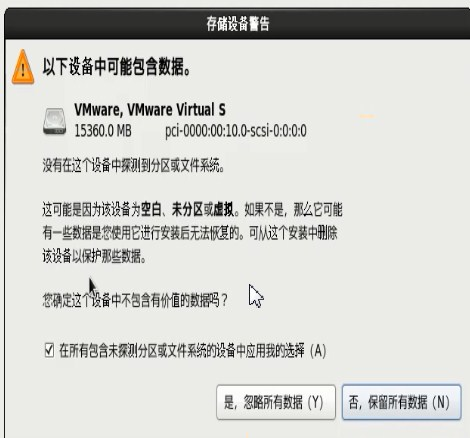 存储设备警告
以下设备中可能包含数据。
VMware, VMware Virtual S
15360.0 MB pci-0000:00:10.0-scsi-0:0:0:0
没有在这个设备中探测到分区或文件系统。
这可能是因为该设备为空白、未分区或虚拟。如果不是，那么它可能
有一些数据是您使用它进行安装后无法恢复的。可从这个安装中删除
该设备以保护那些数据。
您确定这个设备中不包含有价值的数据吗？
在所有包含未探测分区或文件系统的设备中应用我的选择（A）
是，忽略所有数据（Y）
否，保留所有数据（N）